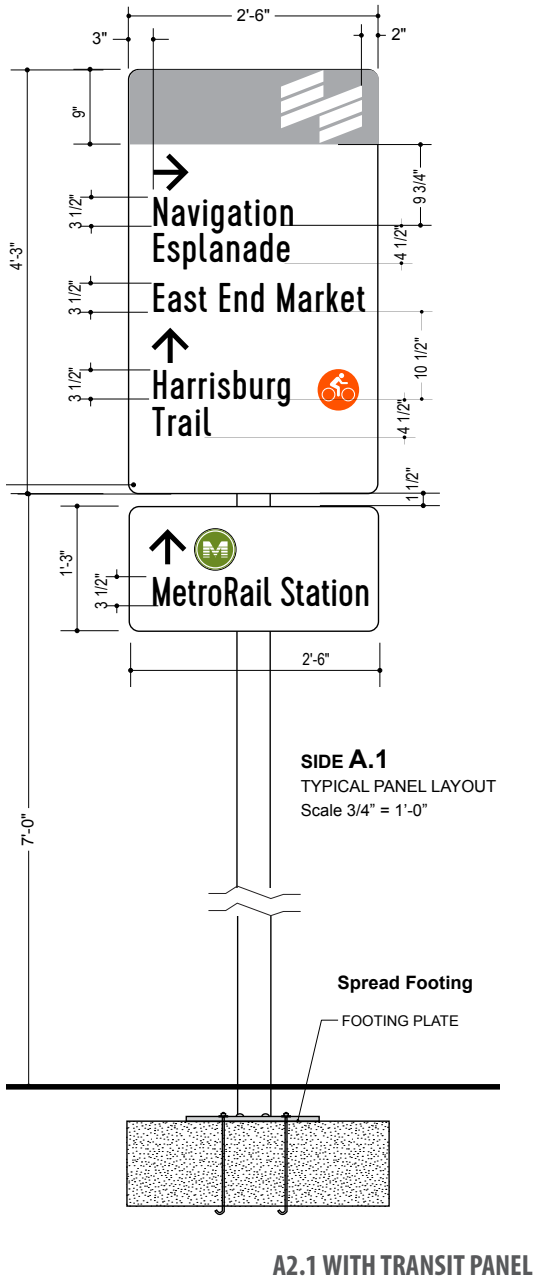 2'-6"
3"
2"
9"
9 3/4"
3 1/2"
Navigation
Esplanade
4 1/2"
4'-3"
3 1/2"
East End Market
10 1/2"
3 1/2"
Harrisburg
Trail
4 1/2"
1 1/2"
1'-3"
M
3 1/2"
MetroRail Station
2'-6"
SIDE A.1
TYPICAL PANEL LAYOUT
Scale 3/4” = 1’-0”
7'-0"
Spread Footing
FOOTING PLATE
A2.1 WITH TRANSIT PANEL